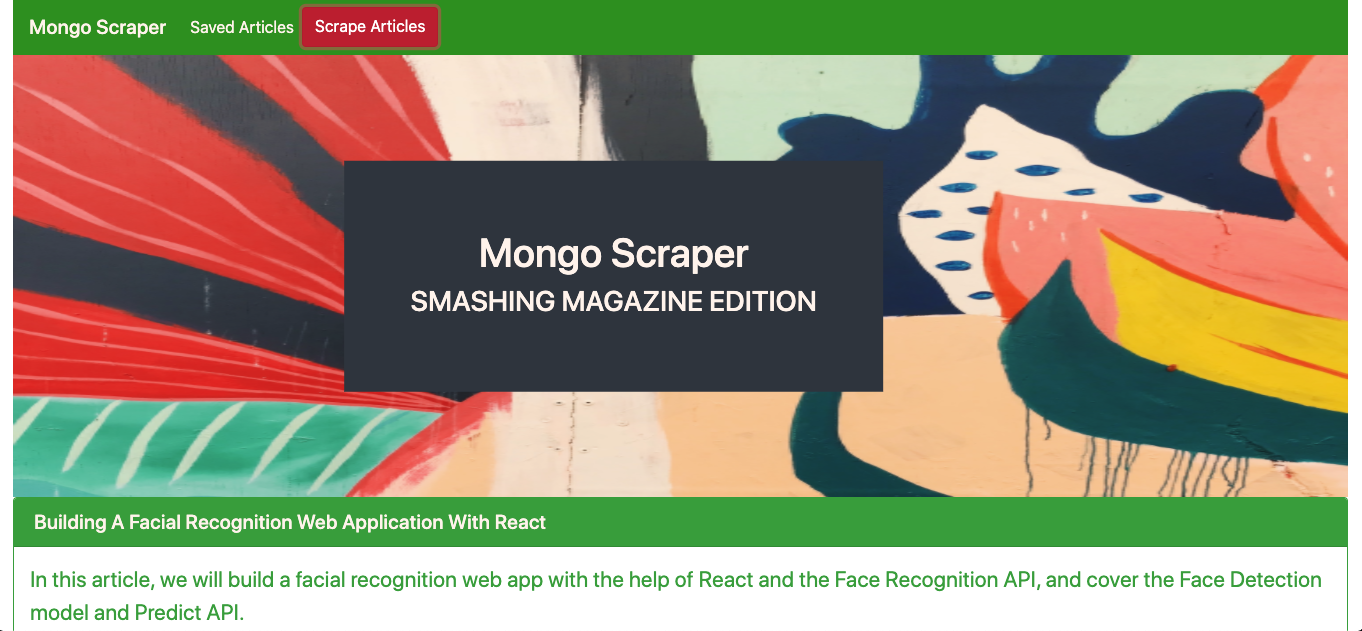 Mongo Scraper Saved Articles Scrape Articles
Mongo Scraper
SMASHING MAGAZINE EDITION
Building A Facial Recognition Web Application With React
In this article, we will build a facial recognition web app with the help of React and the Face Recognition API, and cover the Face Detection
model and Predict API.